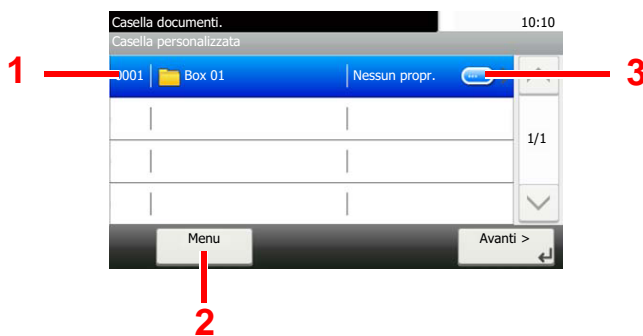 Casella documenti. 10:10
Casella personalizzata
1 0001 Box 01 Nessun propr. ... 3
1/1
Menu Avanti >
2